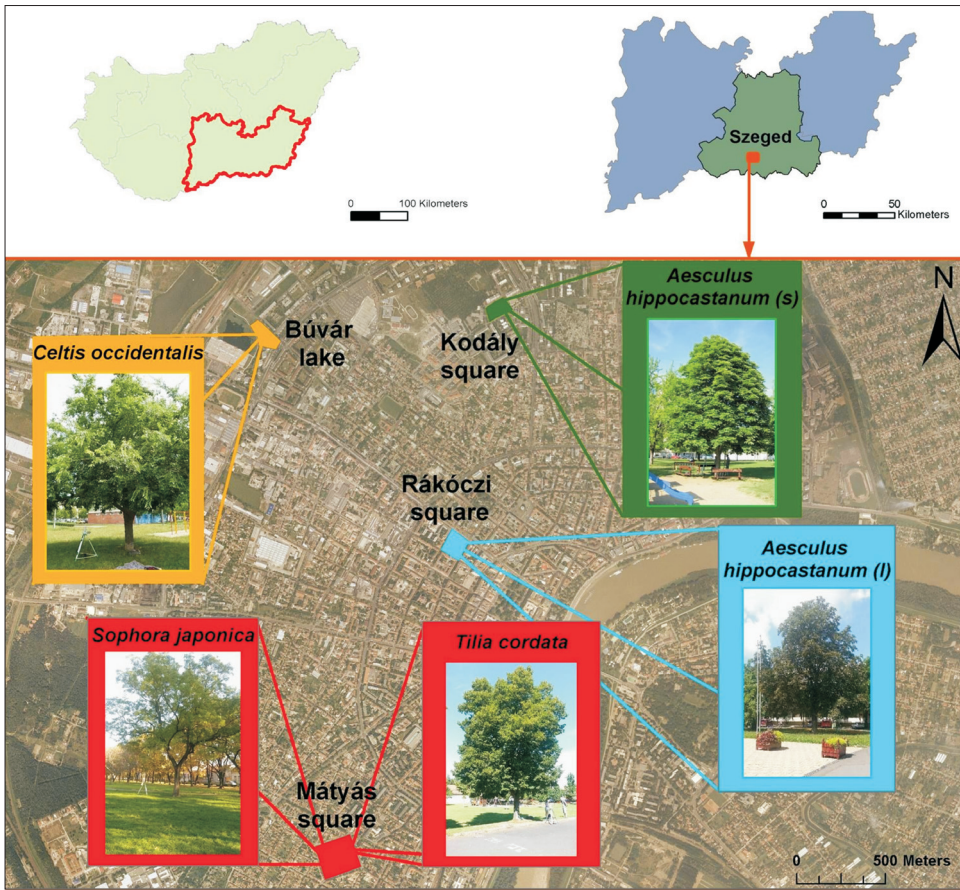 0 100 Kilometers
Szeged
0 50
Kilometers
Aesculus
hippocastanum (s)
N
Búvár
lake
Kodály
square
Celtis occidentalis
Rákóczi
square
Aesculus
hippocastanum (l)
Sophora japonica
Tilia cordata
Mátyás
square
0 500 Meters